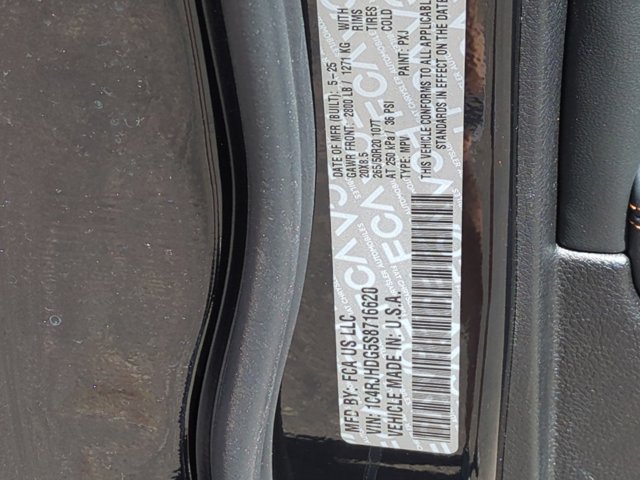 MFD. BY: FCA US LLC
DATE OF MFR (BUILT): 5-25
GAWR FRONT: 2800 LB / 1271 KG WITH
20X8.5 RIMS
265/50R20 107T TIRES
AT 250 kPa / 36 PSI COLD
VIN: 1C4RJHDG5S8716620 TYPE: MPV PAINT: PXJ
VEHICLE MADE IN: U.S.A. THIS VEHICLE CONFORMS TO ALL APPLICABLE
STANDARDS IN EFFECT ON THE DATE